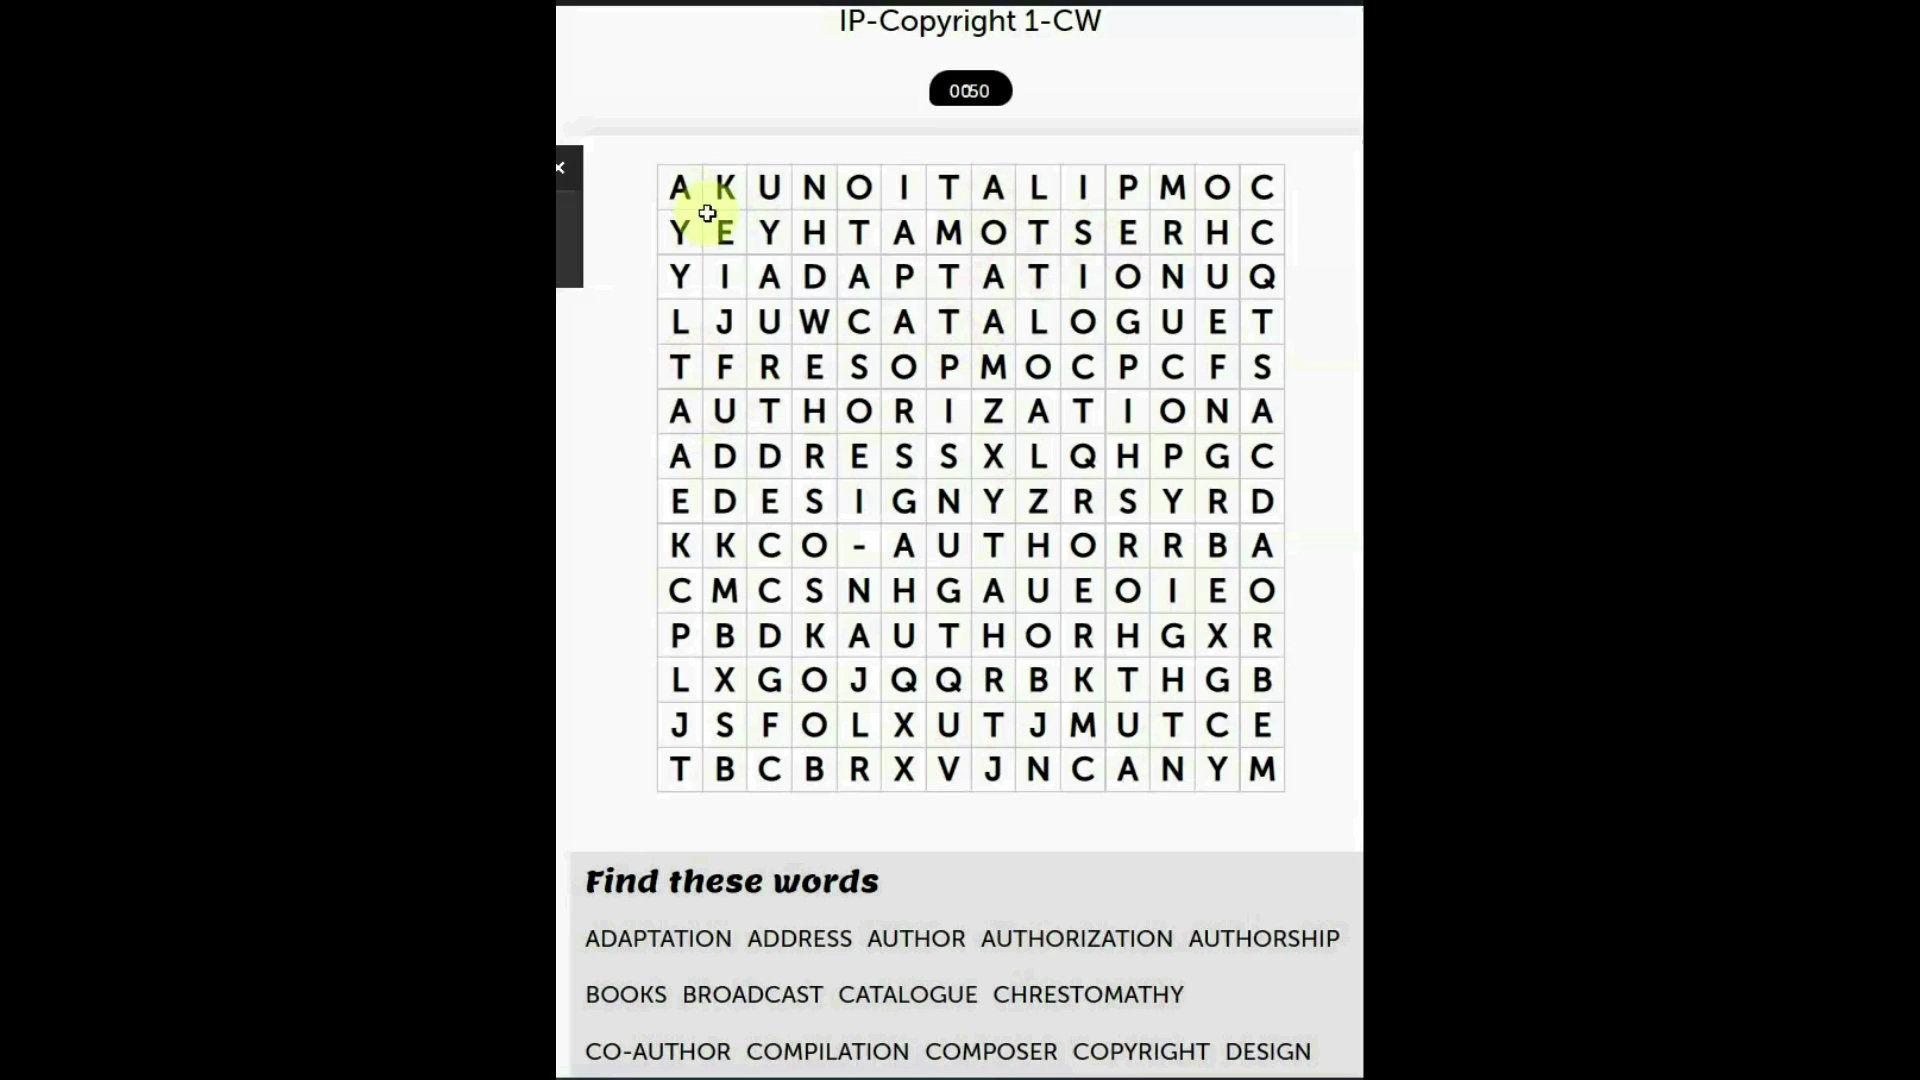 IP-Copyright 1-CW
0050
A K U N O I T A L I P M O C
Y E Y H T A M O T S E R H C
Y I A D A P T A T I O N U Q
L J U W C A T A L O G U E T
T F R E S O P M O C P C F S
A U T H O R I Z A T I O N A
A D D R E S S X L Q H P G C
E D E S I G N Y Z R S Y R D
K K C O - A U T H O R R B A
C M C S N H G A U E O I E O
P B D K A U T H O R H G X R
L X G O J Q Q R B K T H G B
J S F O L X U T J M U T C E
T B C B R X V J N C A N Y M
Find these words
ADAPTATION ADDRESS AUTHOR AUTHORIZATION AUTHORSHIP
BOOKS BROADCAST CATALOGUE CHRESTOMATHY
CO-AUTHOR COMPILATION COMPOSER COPYRIGHT DESIGN